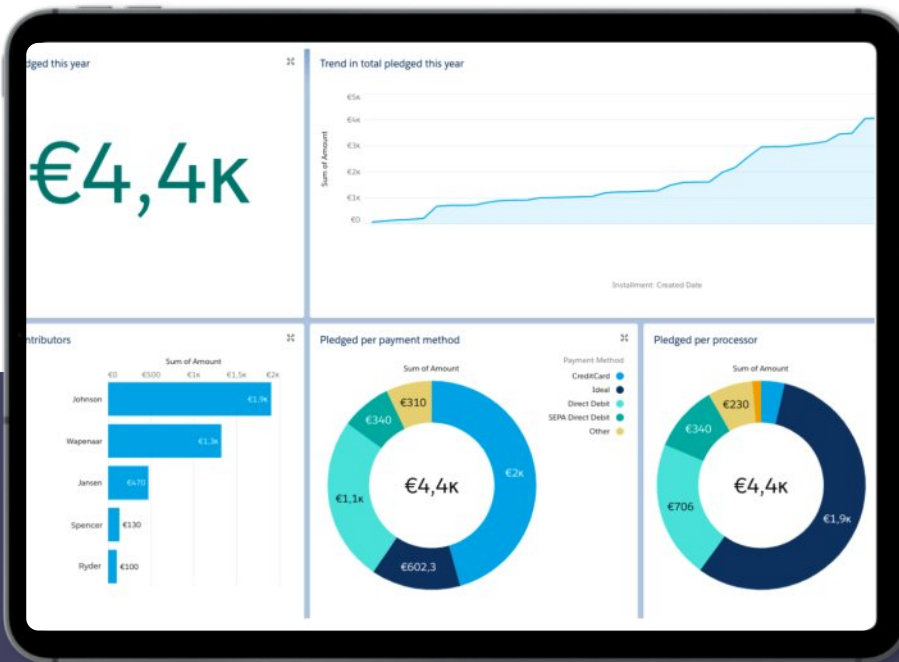 dged this year
€4,4K
Trend in total pledged this year
Sum of Amount
€5K
€4K
€3K
€2K
€1K
€0
Installment: Created Date
ntributors
Sum of Amount
€0 €500 €1K €1,5K €2K
Johnson €1,9K
Wapenaar €1,3K
Jansen €470
Spencer €130
Ryder €100
Pledged per payment method
Sum of Amount
€310
€340
€1,1K
€602,3
€2K
€4,4K
Payment Method
CreditCard
Ideal
Direct Debit
SEPA Direct Debit
Other
Pledged per processor
Sum of Amount
€230
€340
€706
€1,9K
€4,4K